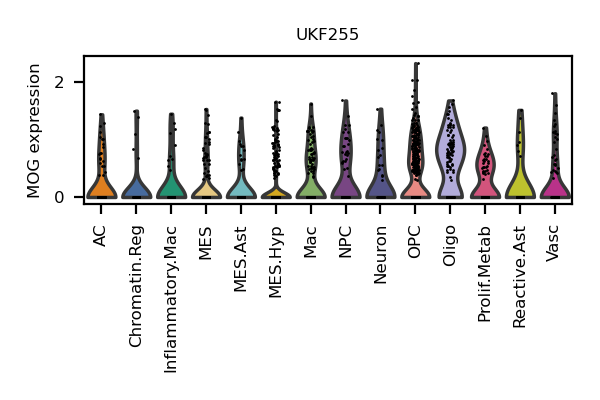 UKF255
MOG expression
2
0
AC
Chromatin.Reg
Inflammatory.Mac
MES
MES.Ast
MES.Hyp
Mac
NPC
Neuron
OPC
Oligo
Prolif.Metab
Reactive.Ast
Vasc